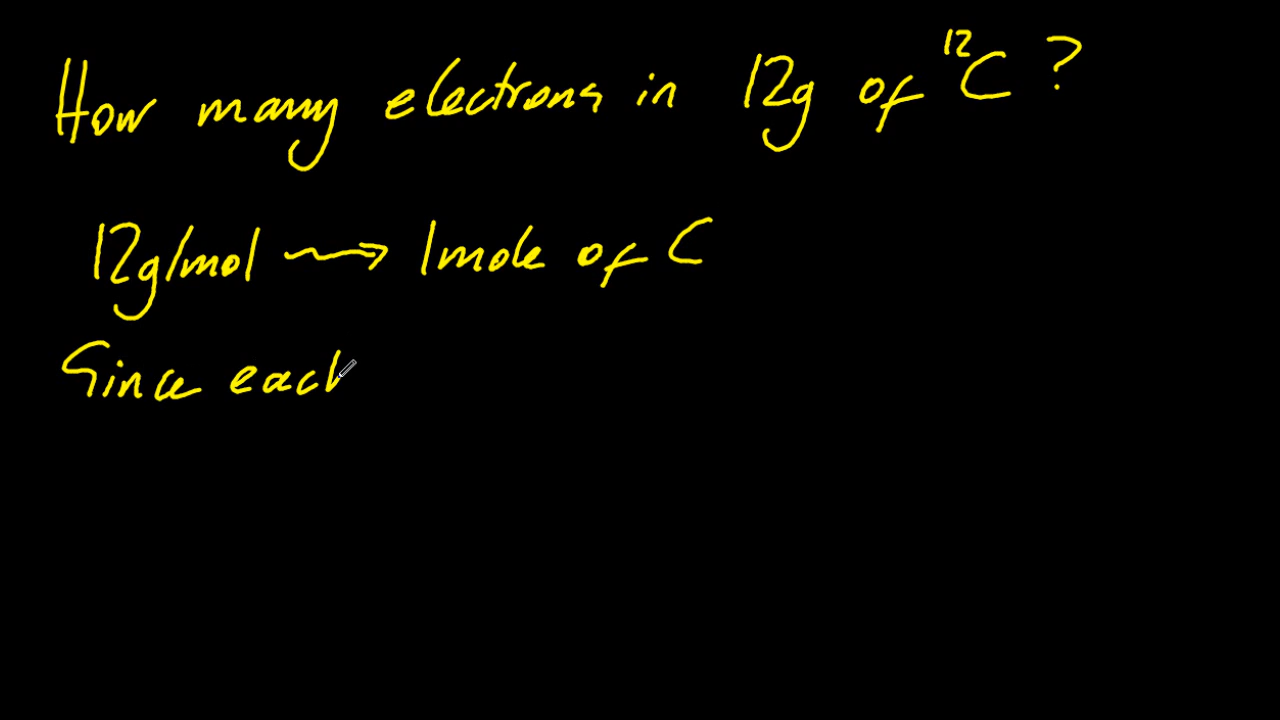 How many electrons in 12g of ¹²C ?
12g/mol → 1mole of C
Since each